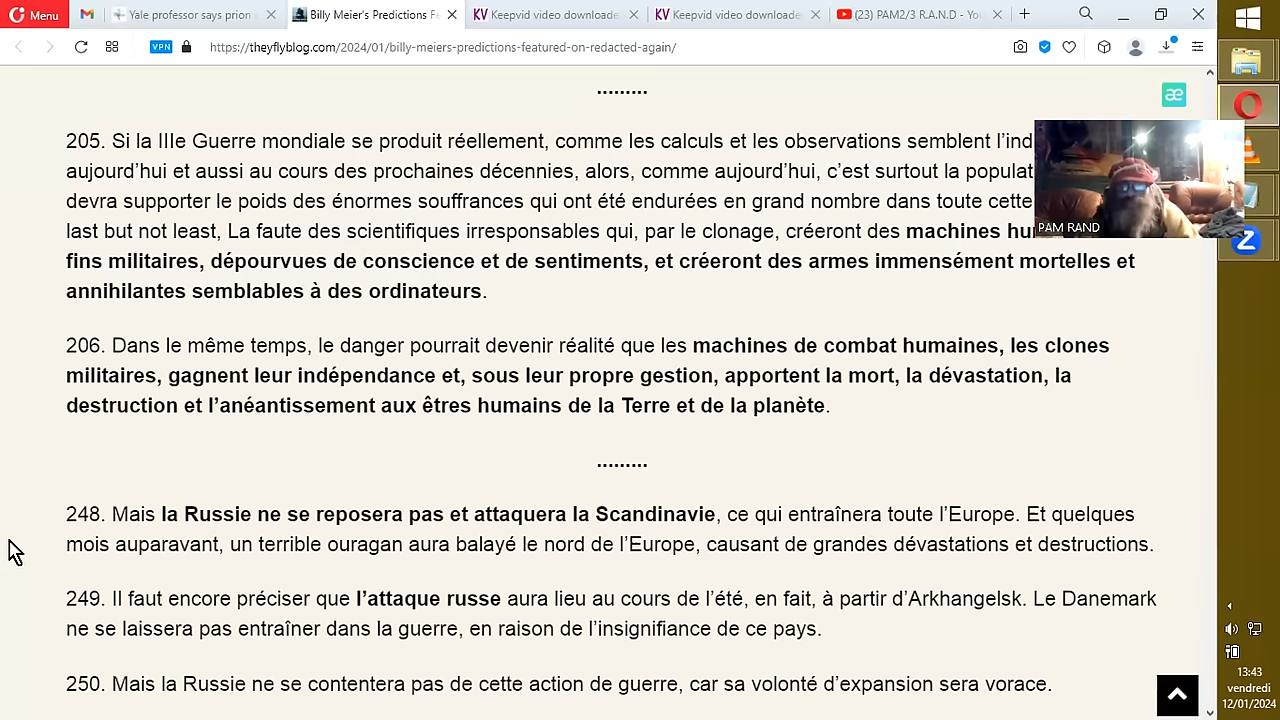 Menu
Yale professor says prion
Billy Meier's Predictions Fe
KV Keepvid video downloade
KV Keepvid video downloade
(23) PAM2/3 R.A.N.D - Yo
VPN
https://theyflyblog.com/2024/01/billy-meiers-predictions-featured-on-redacted-again/
.........
æ
205. Si la IIIe Guerre mondiale se produit réellement, comme les calculs et les observations semblent l’ind
aujourd’hui et aussi au cours des prochaines décennies, alors, comme aujourd’hui, c’est surtout la populat
devra supporter le poids des énormes souffrances qui ont été endurées en grand nombre dans toute cette
last but not least, La faute des scientifiques irresponsables qui, par le clonage, créeront des machines hu
PAM RAND
fins militaires, dépourvues de conscience et de sentiments, et créeront des armes immensément mortelles et
annihilantes semblables à des ordinateurs.
206. Dans le même temps, le danger pourrait devenir réalité que les machines de combat humaines, les clones
militaires, gagnent leur indépendance et, sous leur propre gestion, apportent la mort, la dévastation, la
destruction et l’anéantissement aux êtres humains de la Terre et de la planète.
.........
248. Mais la Russie ne se reposera pas et attaquera la Scandinavie, ce qui entraînera toute l’Europe. Et quelques
mois auparavant, un terrible ouragan aura balayé le nord de l’Europe, causant de grandes dévastations et destructions.
249. Il faut encore préciser que l’attaque russe aura lieu au cours de l’été, en fait, à partir d’Arkhangelsk. Le Danemark
ne se laissera pas entraîner dans la guerre, en raison de l’insignifiance de ce pays.
250. Mais la Russie ne se contentera pas de cette action de guerre, car sa volonté d’expansion sera vorace.
Z
13:43
vendredi
12/01/2024